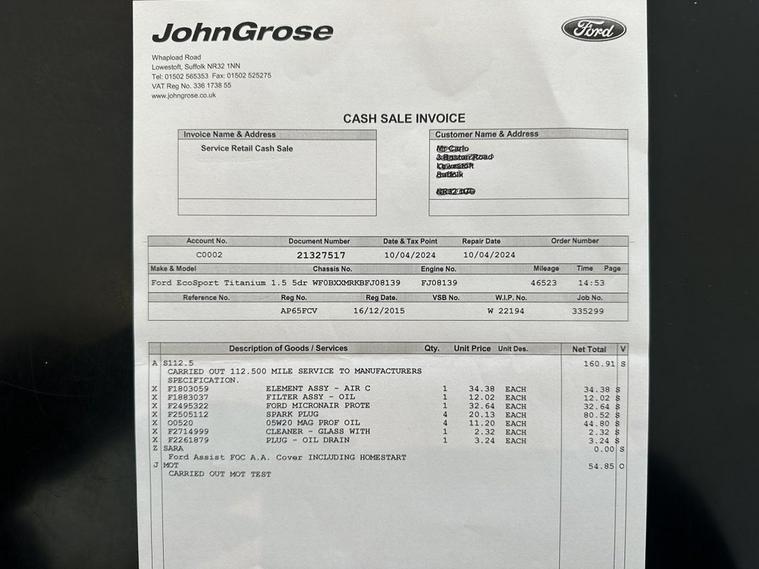 JohnGrose
Ford
Whapload Road
Lowestoft, Suffolk NR32 1NN
Tel: 01502 565353 Fax: 01502 525275
VAT Reg No. 336 1738 55
www.johngrose.co.uk
CASH SALE INVOICE
Invoice Name & Address
Service Retail Cash Sale
Customer Name & Address
Account No. Document Number Date & Tax Point Repair Date Order Number
C0002 21327517 10/04/2024 10/04/2024
Make & Model Chassis No. Engine No. Mileage Time Page
Ford EcoSport Titanium 1.5 5dr WF0BXXMRKBFJ08139 FJ08139 46523 14:53
Reference No. Reg No. Reg Date. VSB No. W.I.P. No. Job No.
AP65FCV 16/12/2015 W 22194 335299
Description of Goods / Services Qty. Unit Price Unit Des. Net Total V
A S112.5 160.91 S
CARRIED OUT 112.500 MILE SERVICE TO MANUFACTURERS
SPECIFICATION.
X F1803059 ELEMENT ASSY - AIR C 1 34.38 EACH 34.38 S
X F1883037 FILTER ASSY - OIL 1 12.02 EACH 12.02 S
X F2495322 FORD MICRONAIR PROTE 1 32.64 EACH 32.64 S
X F2505112 SPARK PLUG 4 20.13 EACH 80.52 S
X O0520 05W20 MAG PROF OIL 4 11.20 EACH 44.80 S
X F2714999 CLEANER - GLASS WITH 1 2.32 EACH 2.32 S
X F2261879 PLUG - OIL DRAIN 1 3.24 EACH 3.24 S
Z SARA 0.00 S
Ford Assist FOC A.A. Cover INCLUDING HOMESTART
J MOT 54.85 O
CARRIED OUT MOT TEST